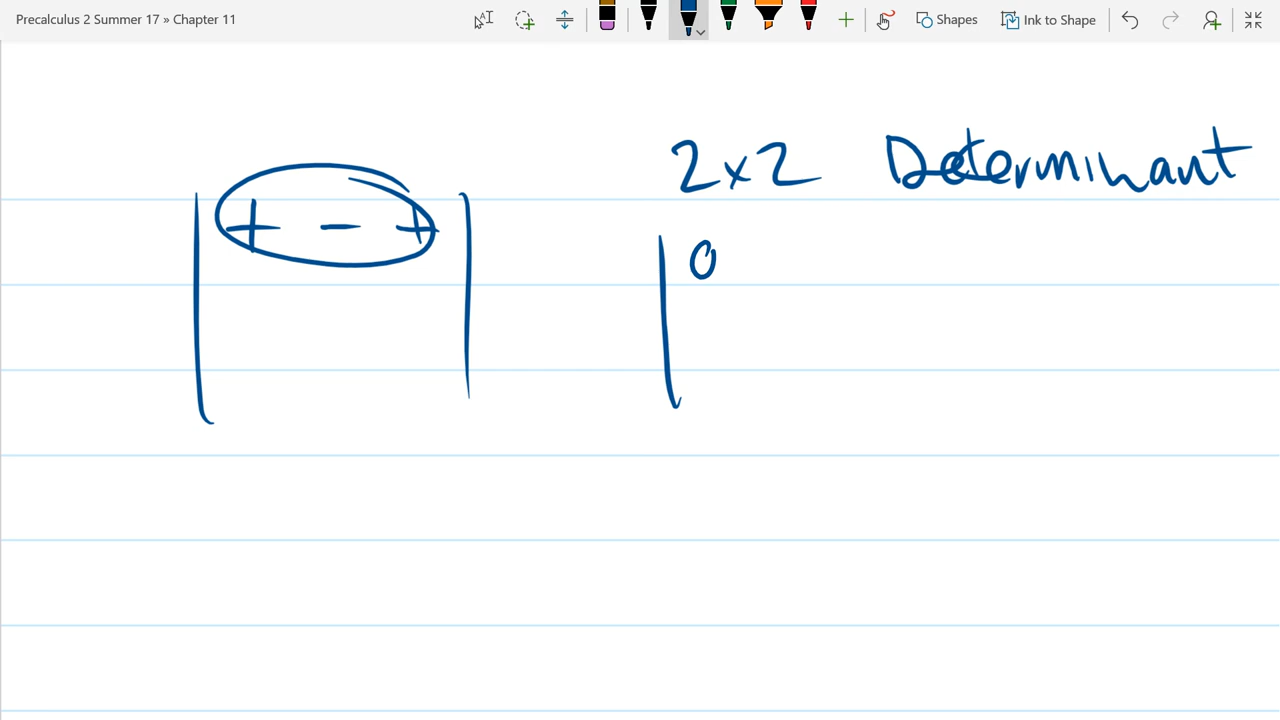 Precalculus 2 Summer 17 » Chapter 11
Shapes
Ink to Shape
2x2 Determinant
| + - + |
| 0